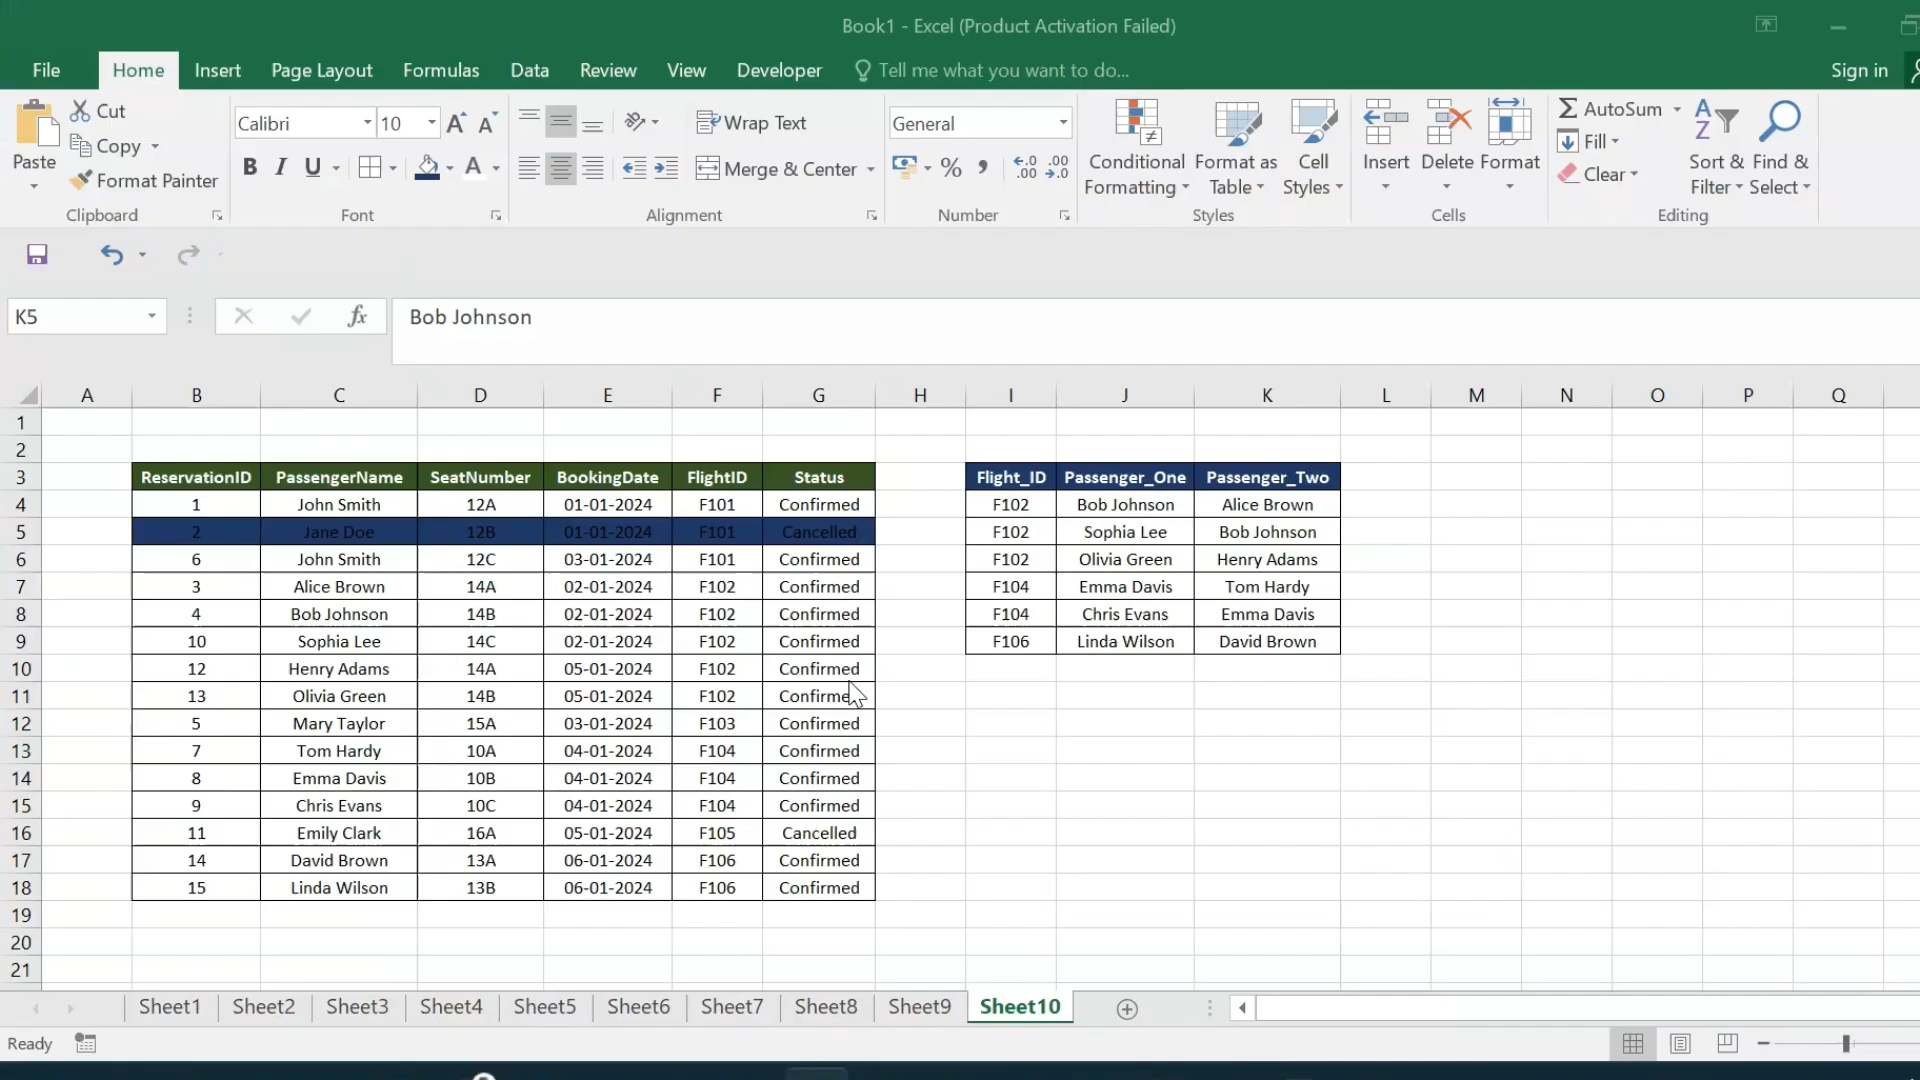 Book1 - Excel (Product Activation Failed)
File Home Insert Page Layout Formulas Data Review View Developer Tell me what you want to do... Sign in
Paste
Cut
Copy
Format Painter
Clipboard
Calibri 10
B I U
Font
Wrap Text
Merge & Center
Alignment
General
% , .00 .00
Number
Conditional Formatting
Format as Table
Cell Styles
Styles
Insert Delete Format
Cells
AutoSum
Fill
Clear
Sort & Filter
Find & Select
Editing
K5 fx Bob Johnson
A B C D E F G H I J K L M N O P Q
1
2
3 ReservationID PassengerName SeatNumber BookingDate FlightID Status Flight_ID Passenger_One Passenger_Two
4 1 John Smith 12A 01-01-2024 F101 Confirmed F102 Bob Johnson Alice Brown
5 2 Jane Doe 12B 01-01-2024 F101 Cancelled F102 Sophia Lee Bob Johnson
6 6 John Smith 12C 03-01-2024 F101 Confirmed F102 Olivia Green Henry Adams
7 3 Alice Brown 14A 02-01-2024 F102 Confirmed F104 Emma Davis Tom Hardy
8 4 Bob Johnson 14B 02-01-2024 F102 Confirmed F104 Chris Evans Emma Davis
9 10 Sophia Lee 14C 02-01-2024 F102 Confirmed F106 Linda Wilson David Brown
10 12 Henry Adams 14A 05-01-2024 F102 Confirmed
11 13 Olivia Green 14B 05-01-2024 F102 Confirmed
12 5 Mary Taylor 15A 03-01-2024 F103 Confirmed
13 7 Tom Hardy 10A 04-01-2024 F104 Confirmed
14 8 Emma Davis 10B 04-01-2024 F104 Confirmed
15 9 Chris Evans 10C 04-01-2024 F104 Confirmed
16 11 Emily Clark 16A 05-01-2024 F105 Cancelled
17 14 David Brown 13A 06-01-2024 F106 Confirmed
18 15 Linda Wilson 13B 06-01-2024 F106 Confirmed
19
20
21
Sheet1 Sheet2 Sheet3 Sheet4 Sheet5 Sheet6 Sheet7 Sheet8 Sheet9 Sheet10
Ready